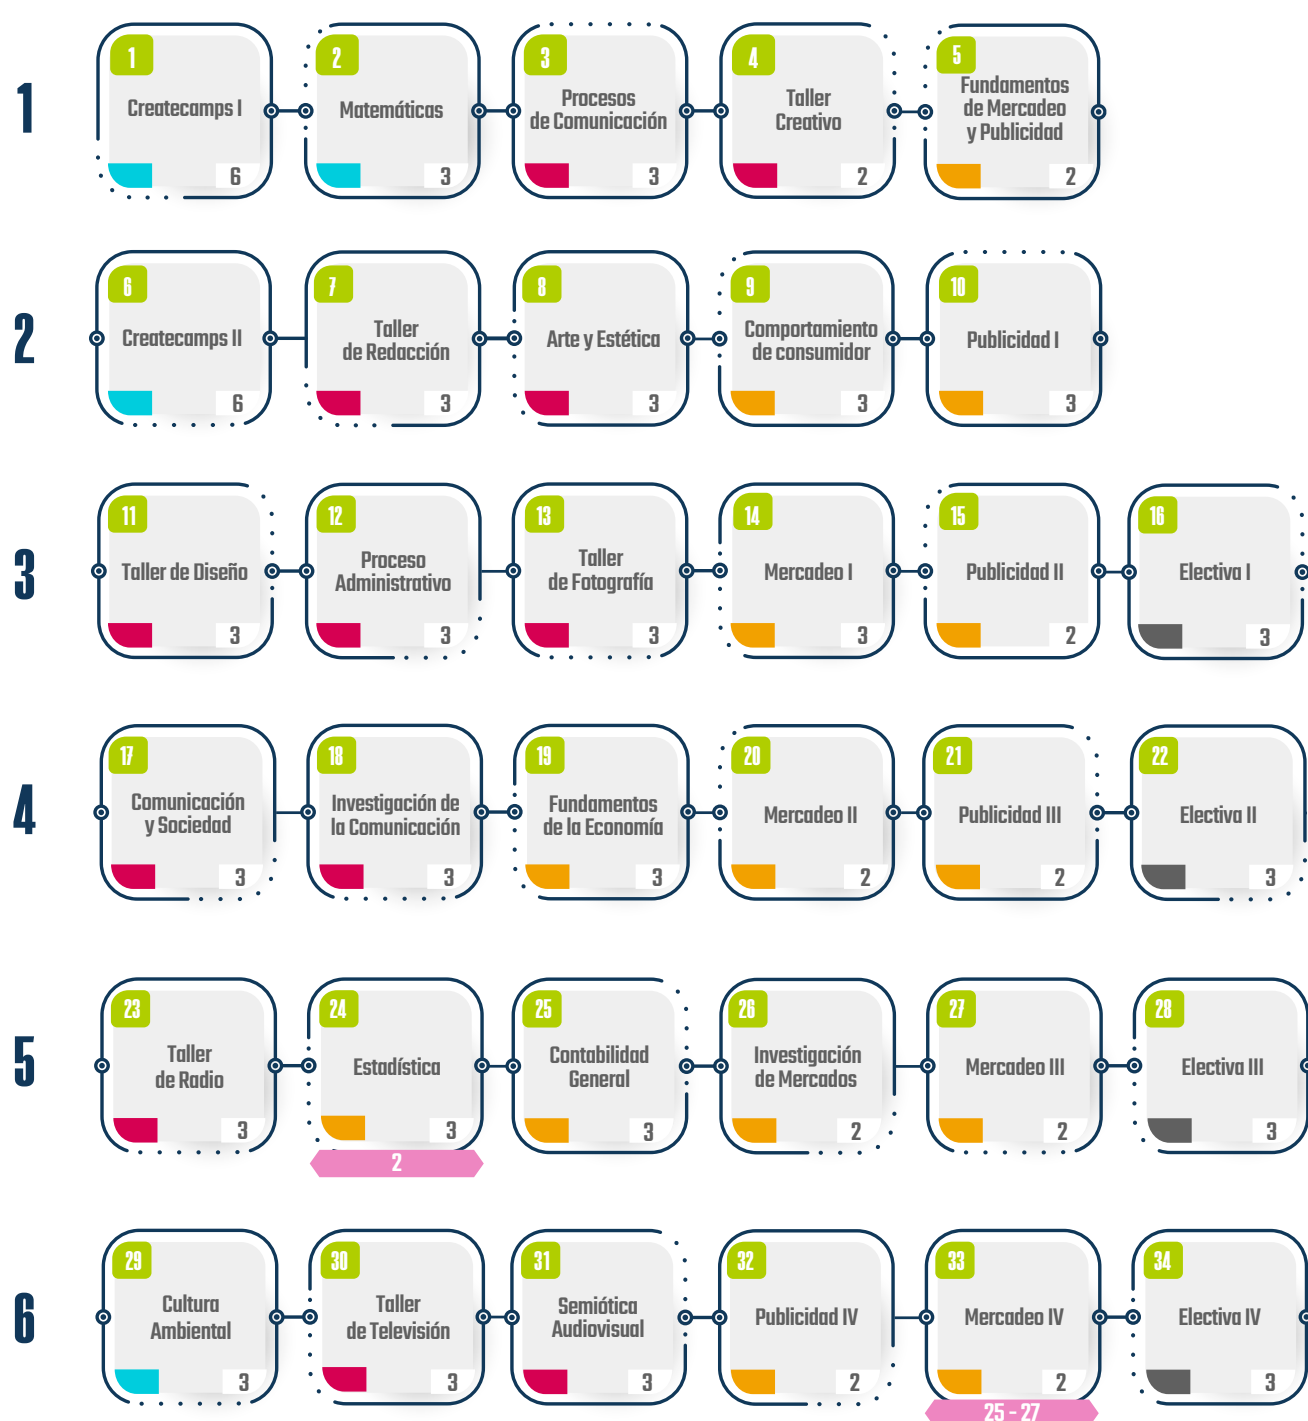 1
1
Createcamps I
6
2
Matemáticas
3
3
Procesos
de Comunicación
3
4
Taller
Creativo
2
5
Fundamentos
de Mercadeo
y Publicidad
2
2
6
Createcamps II
6
7
Taller
de Redacción
3
8
Arte y Estética
3
9
Comportamiento
de consumidor
3
10
Publicidad I
3
3
11
Taller de Diseño
3
12
Proceso
Administrativo
3
13
Taller
de Fotografía
3
14
Mercadeo I
3
15
Publicidad II
2
16
Electiva I
3
4
17
Comunicación
y Sociedad
3
18
Investigación de
la Comunicación
3
19
Fundamentos
de la Economía
3
20
Mercadeo II
2
21
Publicidad III
2
22
Electiva II
3
5
23
Taller
de Radio
3
24
Estadística
3
2
25
Contabilidad
General
3
26
Investigación
de Mercados
2
27
Mercadeo III
2
28
Electiva III
3
6
29
Cultura
Ambiental
3
30
Taller
de Televisión
3
31
Semiótica
Audiovisual
3
32
Publicidad IV
2
33
Mercadeo IV
2
25 - 27
34
Electiva IV
3